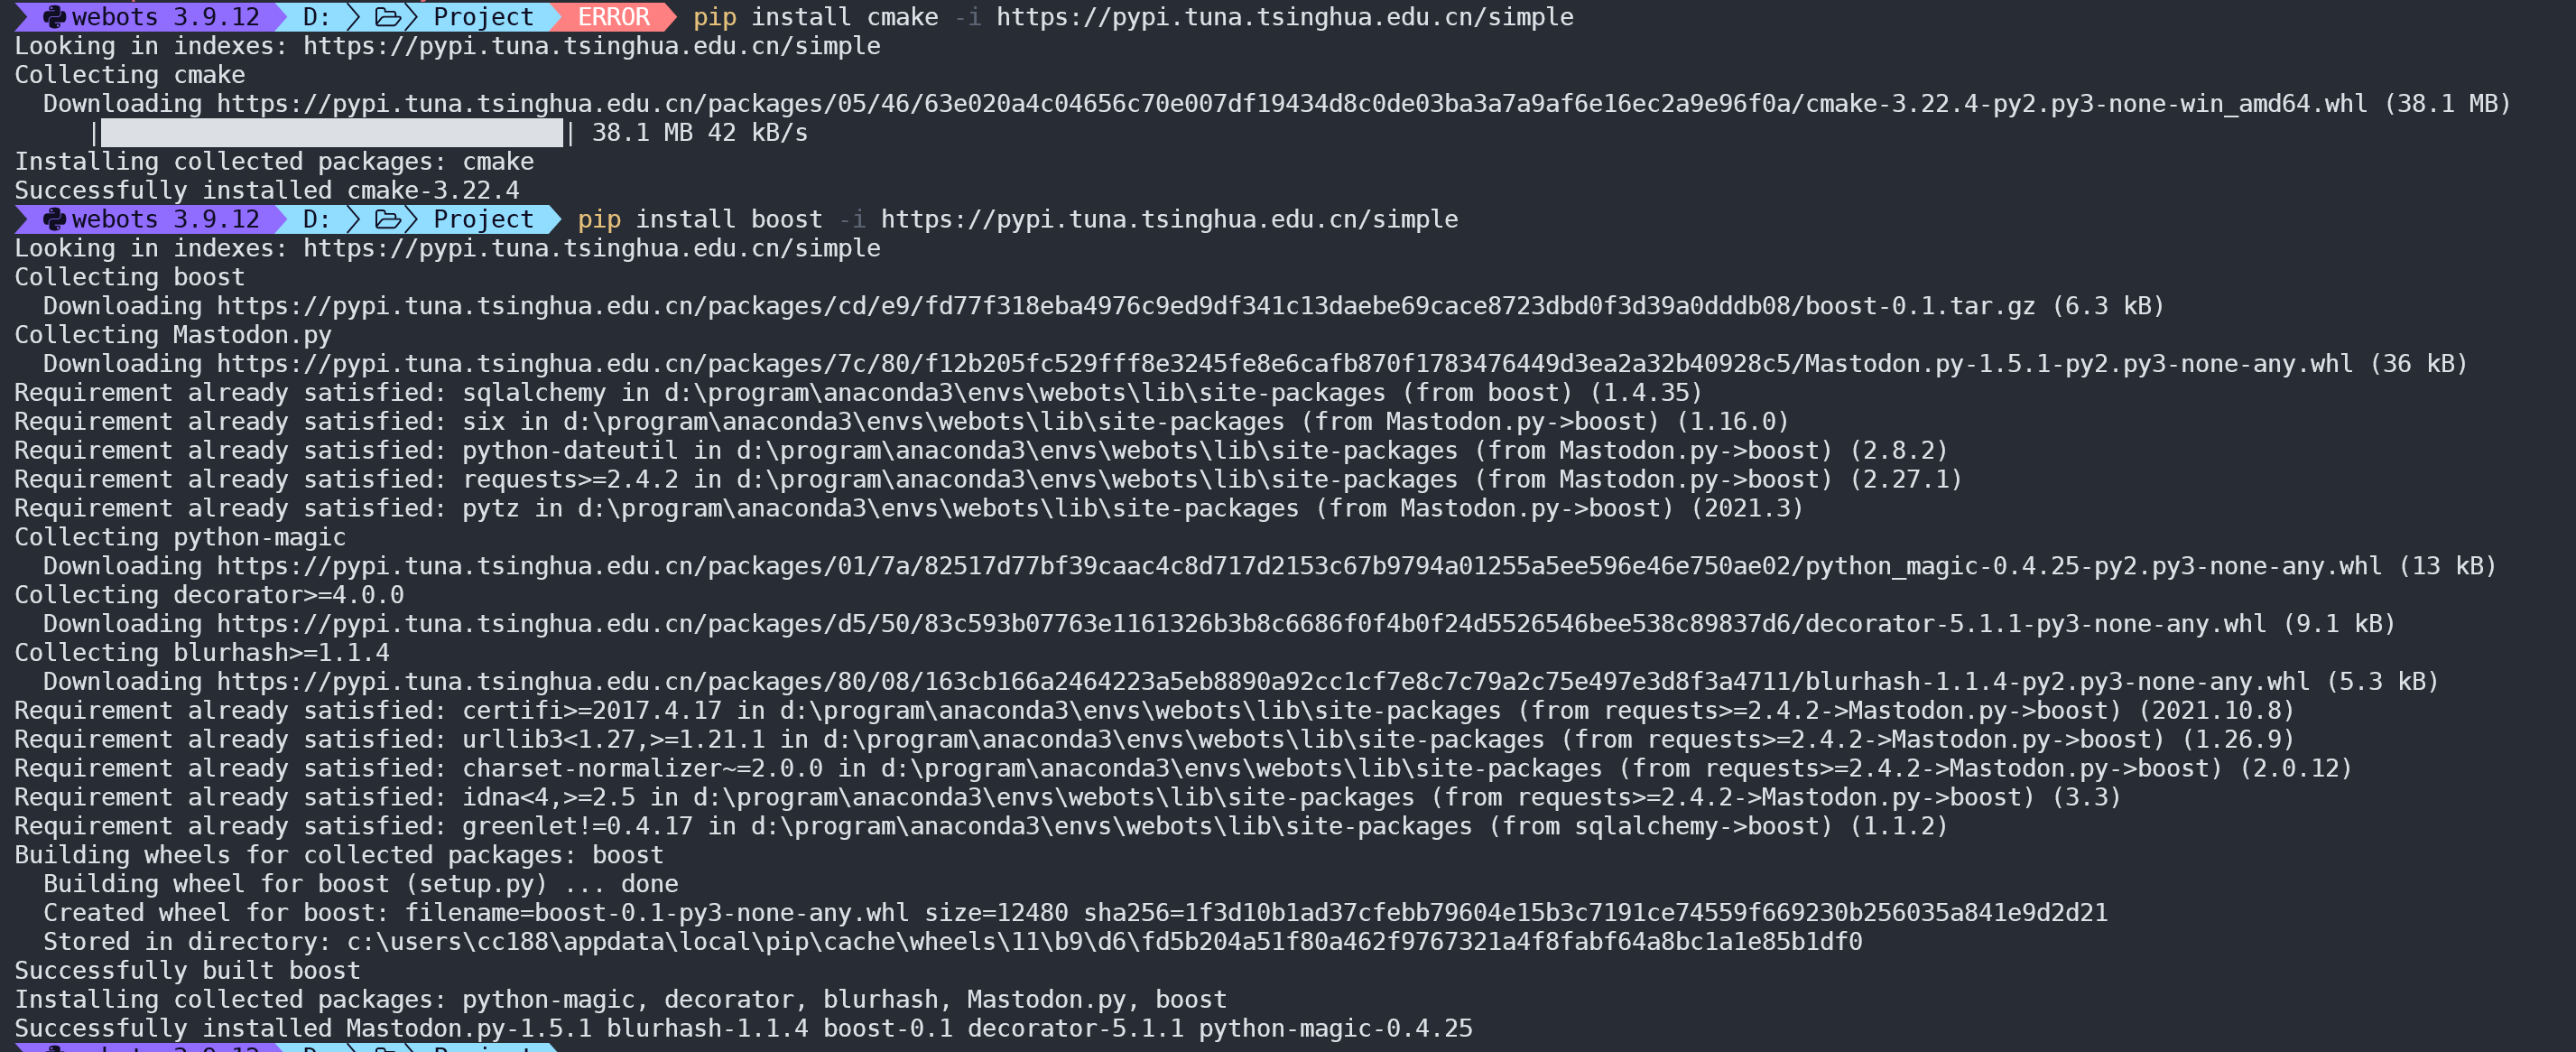 webots 3.9.12 D: Project ERROR pip install cmake -i https://pypi.tuna.tsinghua.edu.cn/simple
Looking in indexes: https://pypi.tuna.tsinghua.edu.cn/simple
Collecting cmake
  Downloading https://pypi.tuna.tsinghua.edu.cn/packages/05/46/63e020a4c04656c70e007df19434d8c0de03ba3a7a9af6e16ec2a9e96f0a/cmake-3.22.4-py2.py3-none-win_amd64.whl (38.1 MB)
     |████████████████████████████████| 38.1 MB 42 kB/s
Installing collected packages: cmake
Successfully installed cmake-3.22.4
webots 3.9.12 D: Project pip install boost -i https://pypi.tuna.tsinghua.edu.cn/simple
Looking in indexes: https://pypi.tuna.tsinghua.edu.cn/simple
Collecting boost
  Downloading https://pypi.tuna.tsinghua.edu.cn/packages/cd/e9/fd77f318eba4976c9ed9df341c13daebe69cace8723dbd0f3d39a0dddb08/boost-0.1.tar.gz (6.3 kB)
Collecting Mastodon.py
  Downloading https://pypi.tuna.tsinghua.edu.cn/packages/7c/80/f12b205fc529fff8e3245fe8e6cafb870f1783476449d3ea2a32b40928c5/Mastodon.py-1.5.1-py2.py3-none-any.whl (36 kB)
Requirement already satisfied: sqlalchemy in d:\program\anaconda3\envs\webots\lib\site-packages (from boost) (1.4.35)
Requirement already satisfied: six in d:\program\anaconda3\envs\webots\lib\site-packages (from Mastodon.py->boost) (1.16.0)
Requirement already satisfied: python-dateutil in d:\program\anaconda3\envs\webots\lib\site-packages (from Mastodon.py->boost) (2.8.2)
Requirement already satisfied: requests>=2.4.2 in d:\program\anaconda3\envs\webots\lib\site-packages (from Mastodon.py->boost) (2.27.1)
Requirement already satisfied: pytz in d:\program\anaconda3\envs\webots\lib\site-packages (from Mastodon.py->boost) (2021.3)
Collecting python-magic
  Downloading https://pypi.tuna.tsinghua.edu.cn/packages/01/7a/82517d77bf39caac4c8d717d2153c67b9794a01255a5ee596e46e750ae02/python_magic-0.4.25-py2.py3-none-any.whl (13 kB)
Collecting decorator>=4.0.0
  Downloading https://pypi.tuna.tsinghua.edu.cn/packages/d5/50/83c593b07763e1161326b3b8c6686f0f4b0f24d5526546bee538c89837d6/decorator-5.1.1-py3-none-any.whl (9.1 kB)
Collecting blurhash>=1.1.4
  Downloading https://pypi.tuna.tsinghua.edu.cn/packages/80/08/163cb166a2464223a5eb8890a92cc1cf7e8c7c79a2c75e497e3d8f3a4711/blurhash-1.1.4-py2.py3-none-any.whl (5.3 kB)
Requirement already satisfied: certifi>=2017.4.17 in d:\program\anaconda3\envs\webots\lib\site-packages (from requests>=2.4.2->Mastodon.py->boost) (2021.10.8)
Requirement already satisfied: urllib3<1.27,>=1.21.1 in d:\program\anaconda3\envs\webots\lib\site-packages (from requests>=2.4.2->Mastodon.py->boost) (1.26.9)
Requirement already satisfied: charset-normalizer~=2.0.0 in d:\program\anaconda3\envs\webots\lib\site-packages (from requests>=2.4.2->Mastodon.py->boost) (2.0.12)
Requirement already satisfied: idna<4,>=2.5 in d:\program\anaconda3\envs\webots\lib\site-packages (from requests>=2.4.2->Mastodon.py->boost) (3.3)
Requirement already satisfied: greenlet!=0.4.17 in d:\program\anaconda3\envs\webots\lib\site-packages (from sqlalchemy->boost) (1.1.2)
Building wheels for collected packages: boost
  Building wheel for boost (setup.py) ... done
  Created wheel for boost: filename=boost-0.1-py3-none-any.whl size=12480 sha256=1f3d10b1ad37cfebb79604e15b3c7191ce74559f669230b256035a841e9d2d21
  Stored in directory: c:\users\cc188\appdata\local\pip\cache\wheels\11\b9\d6\fd5b204a51f80a462f9767321a4f8fabf64a8bc1a1e85b1df0
Successfully built boost
Installing collected packages: python-magic, decorator, blurhash, Mastodon.py, boost
Successfully installed Mastodon.py-1.5.1 blurhash-1.1.4 boost-0.1 decorator-5.1.1 python-magic-0.4.25
webots 3.9.12 D: Project